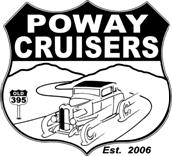 POWAY
CRUISERS
OLD
395
Est. 2006